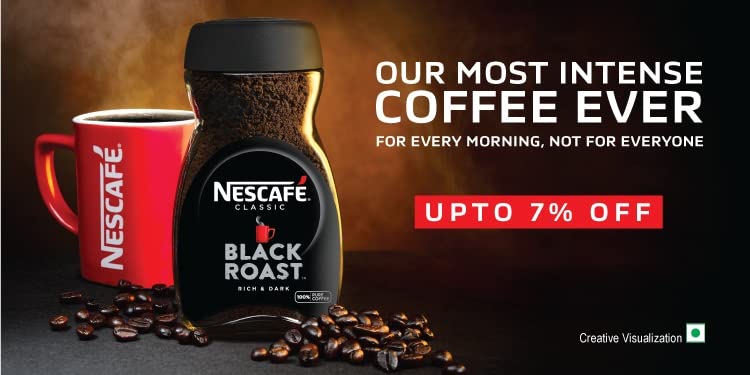 NESCAFÉ
NESCAFÉ
CLASSIC
BLACK
ROAST
RICH & DARK
100% PURE COFFEE
OUR MOST INTENSE
COFFEE EVER
FOR EVERY MORNING, NOT FOR EVERYONE
UPTO 7% OFF
Creative Visualization